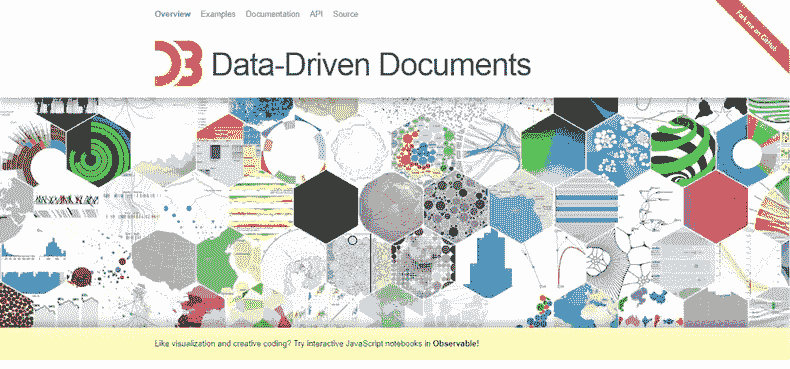 Overview Examples Documentation API Source
Fork me on GitHub
D3 Data-Driven Documents
Like visualization and creative coding? Try interactive JavaScript notebooks in Observable!